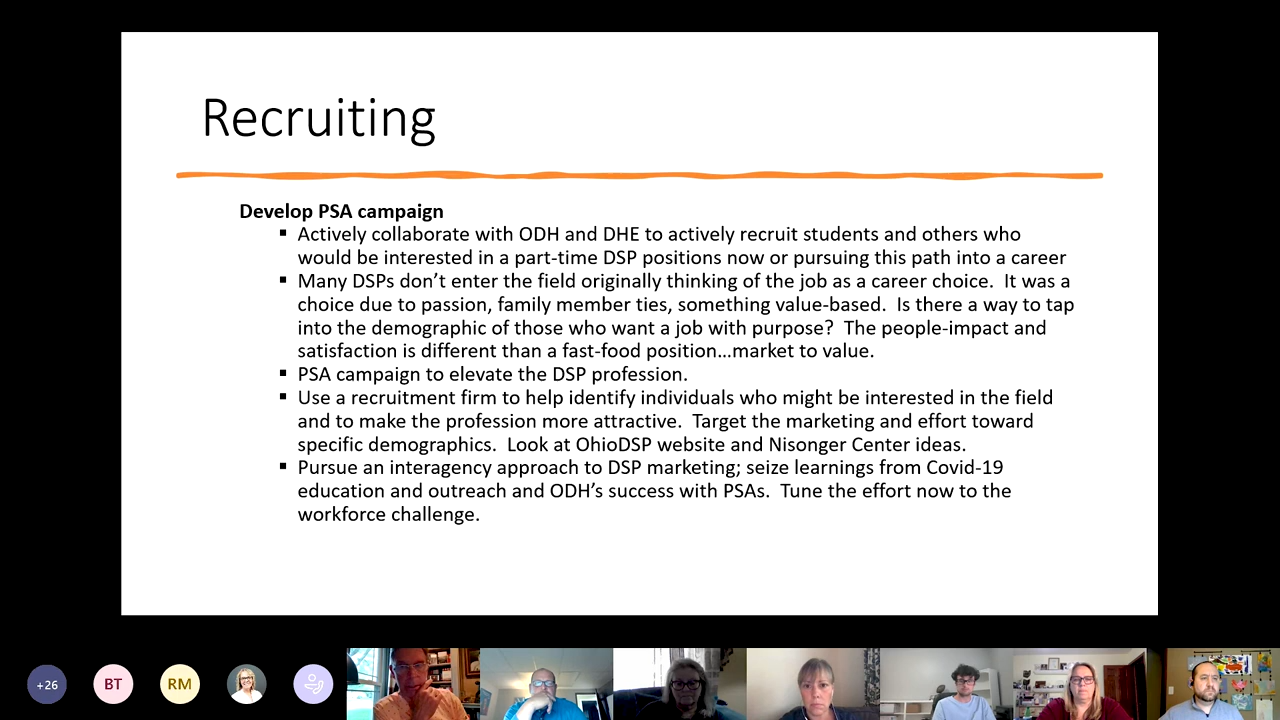 Recruiting
Develop PSA campaign
▪ Actively collaborate with ODH and DHE to actively recruit students and others who
would be interested in a part-time DSP positions now or pursuing this path into a career
▪ Many DSPs don’t enter the field originally thinking of the job as a career choice.  It was a
choice due to passion, family member ties, something value-based.  Is there a way to tap
into the demographic of those who want a job with purpose?  The people-impact and
satisfaction is different than a fast-food position…market to value.
▪ PSA campaign to elevate the DSP profession.
▪ Use a recruitment firm to help identify individuals who might be interested in the field
and to make the profession more attractive.  Target the marketing and effort toward
specific demographics.  Look at OhioDSP website and Nisonger Center ideas.
▪ Pursue an interagency approach to DSP marketing; seize learnings from Covid-19
education and outreach and ODH’s success with PSAs.  Tune the effort now to the
workforce challenge.
+26
BT
RM